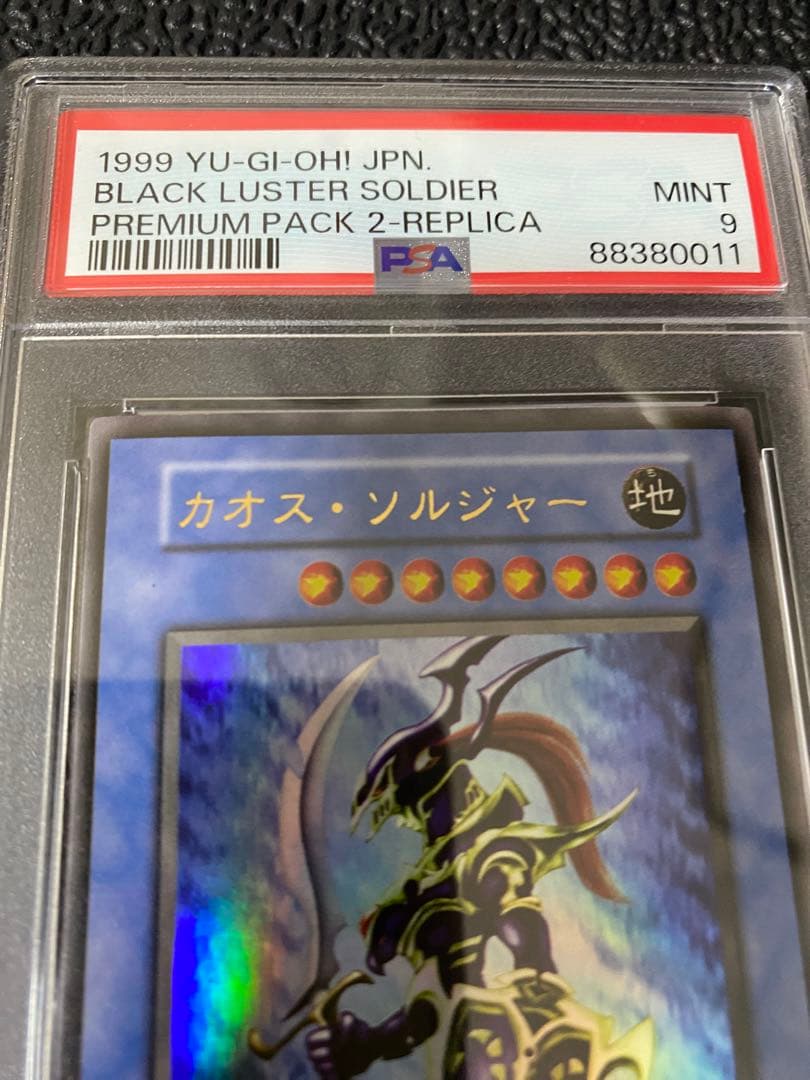 1999 YU-GI-OH! JPN.
BLACK LUSTER SOLDIER MINT
PREMIUM PACK 2-REPLICA 9
PSA 88380011
カオス・ソルジャー
地